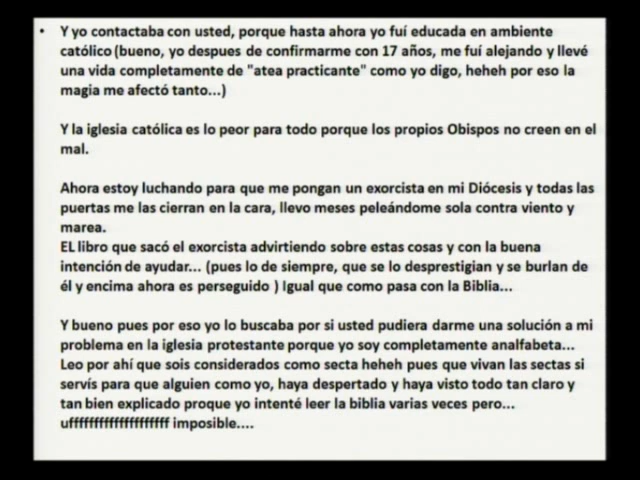 • Y yo contactaba con usted, porque hasta ahora yo fuí educada en ambiente
católico (bueno, yo despues de confirmarme con 17 años, me fuí alejando y llevé
una vida completamente de "atea practicante" como yo digo, heheh por eso la
magia me afectó tanto...)
Y la iglesia católica es lo peor para todo porque los propios Obispos no creen en el
mal.
Ahora estoy luchando para que me pongan un exorcista en mi Diócesis y todas las
puertas me las cierran en la cara, llevo meses peleándome sola contra viento y
marea.
EL libro que sacó el exorcista advirtiendo sobre estas cosas y con la buena
intención de ayudar... (pues lo de siempre, que se lo desprestigian y se burlan de
él y encima ahora es perseguido ) Igual que como pasa con la Biblia...
Y bueno pues por eso yo lo buscaba por si usted pudiera darme una solución a mi
problema en la iglesia protestante porque yo soy completamente analfabeta...
Leo por ahí que sois considerados como secta heheh pues que vivan las sectas si
servís para que alguien como yo, haya despertado y haya visto todo tan claro y
tan bien explicado proque yo intenté leer la biblia varias veces pero...
uffffffffffffffffffff imposible....